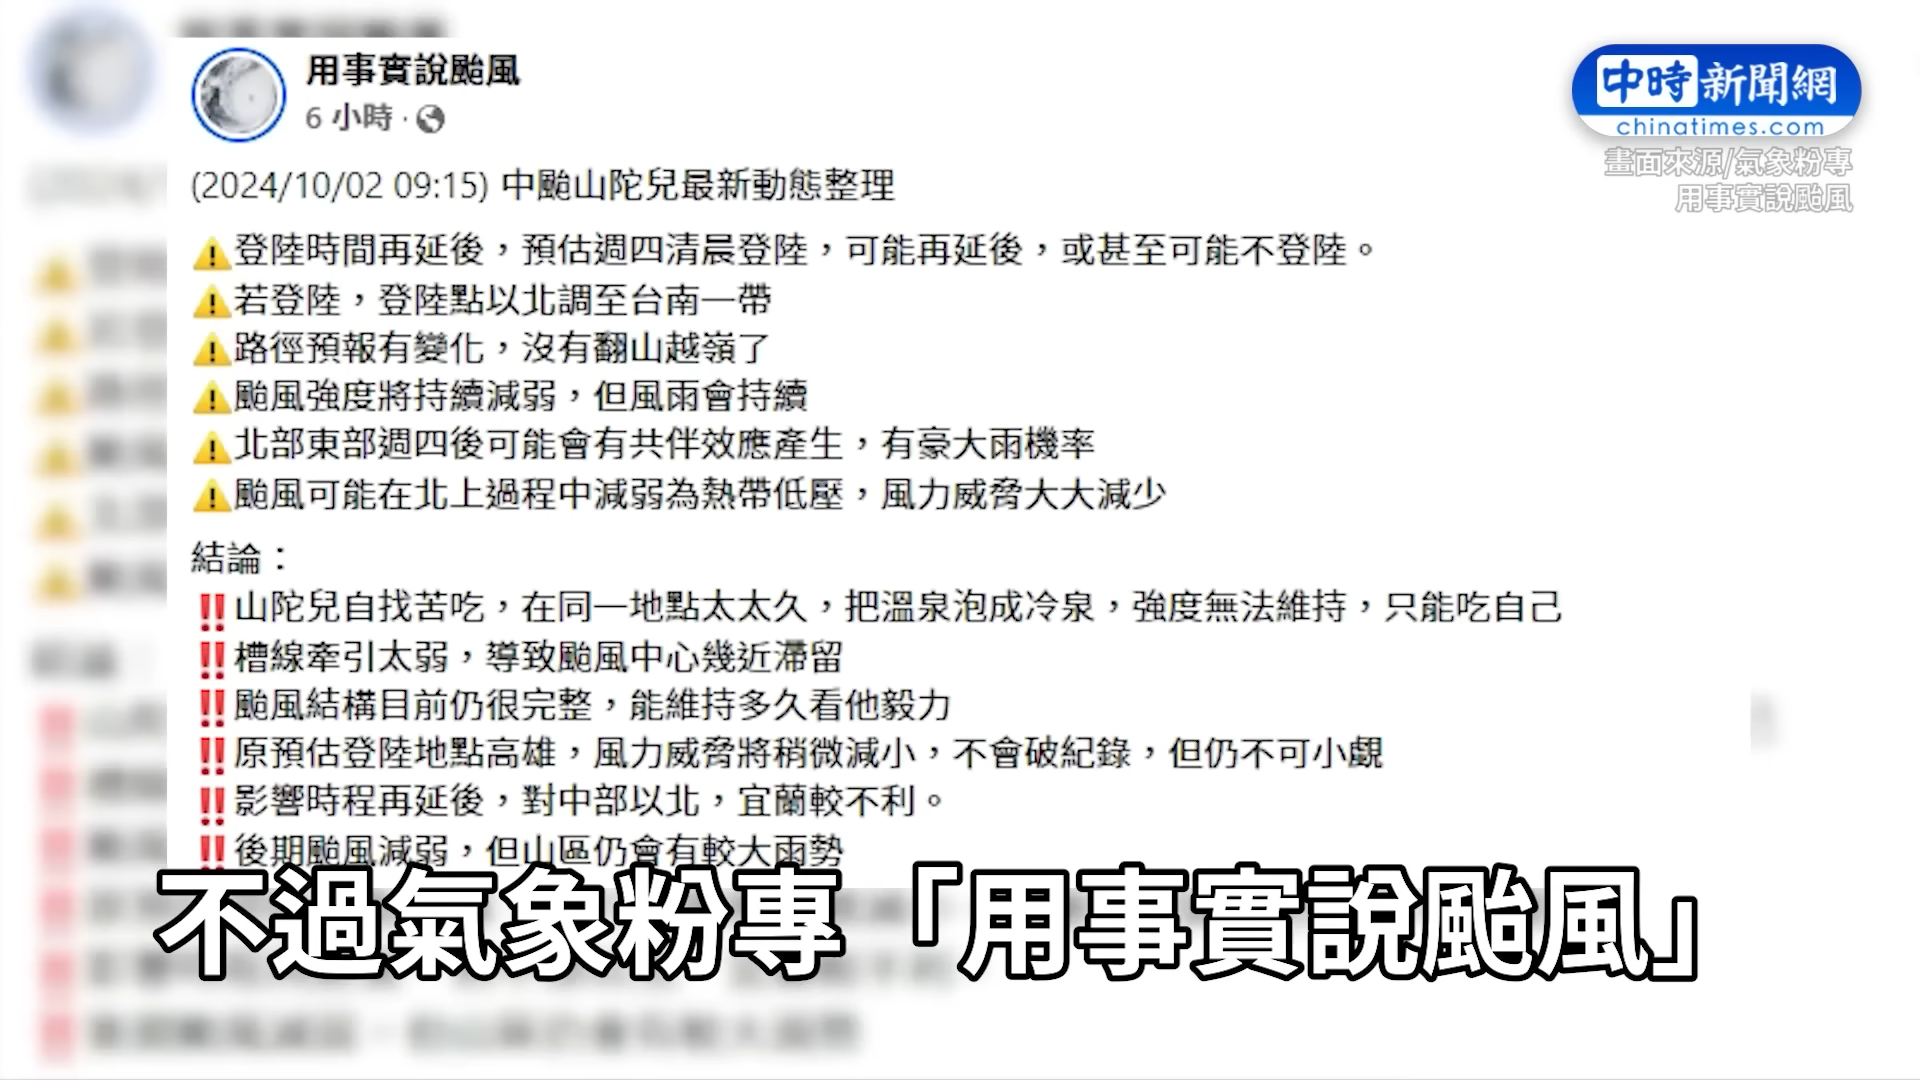 用事實說颱風
6 小時
中時新聞網
chinatimes.com
畫面來源/氣象粉專
用事實說颱風
(2024/10/02 09:15) 中颱山陀兒最新動態整理
⚠️登陸時間再延後，預估週四清晨登陸，可能再延後，或甚至可能不登陸。
⚠️若登陸，登陸點以北調至台南一帶
⚠️路徑預報有變化，沒有翻山越嶺了
⚠️颱風強度將持續減弱，但風雨會持續
⚠️北部東部週四後可能會有共伴效應產生，有豪大雨機率
⚠️颱風可能在北上過程中減弱為熱帶低壓，風力威脅大大減少
結論：
‼️山陀兒自找苦吃，在同一地點太太久，把溫泉泡成冷泉，強度無法維持，只能吃自己
‼️槽線牽引太弱，導致颱風中心幾近滯留
‼️颱風結構目前仍很完整，能維持多久看他毅力
‼️原預估登陸地點高雄，風力威脅將稍微減小，不會破紀錄，但仍不可小覷
‼️影響時程再延後，對中部以北，宜蘭較不利。
‼️後期颱風減弱，但山區仍會有較大雨勢
不過氣象粉專「用事實說颱風」